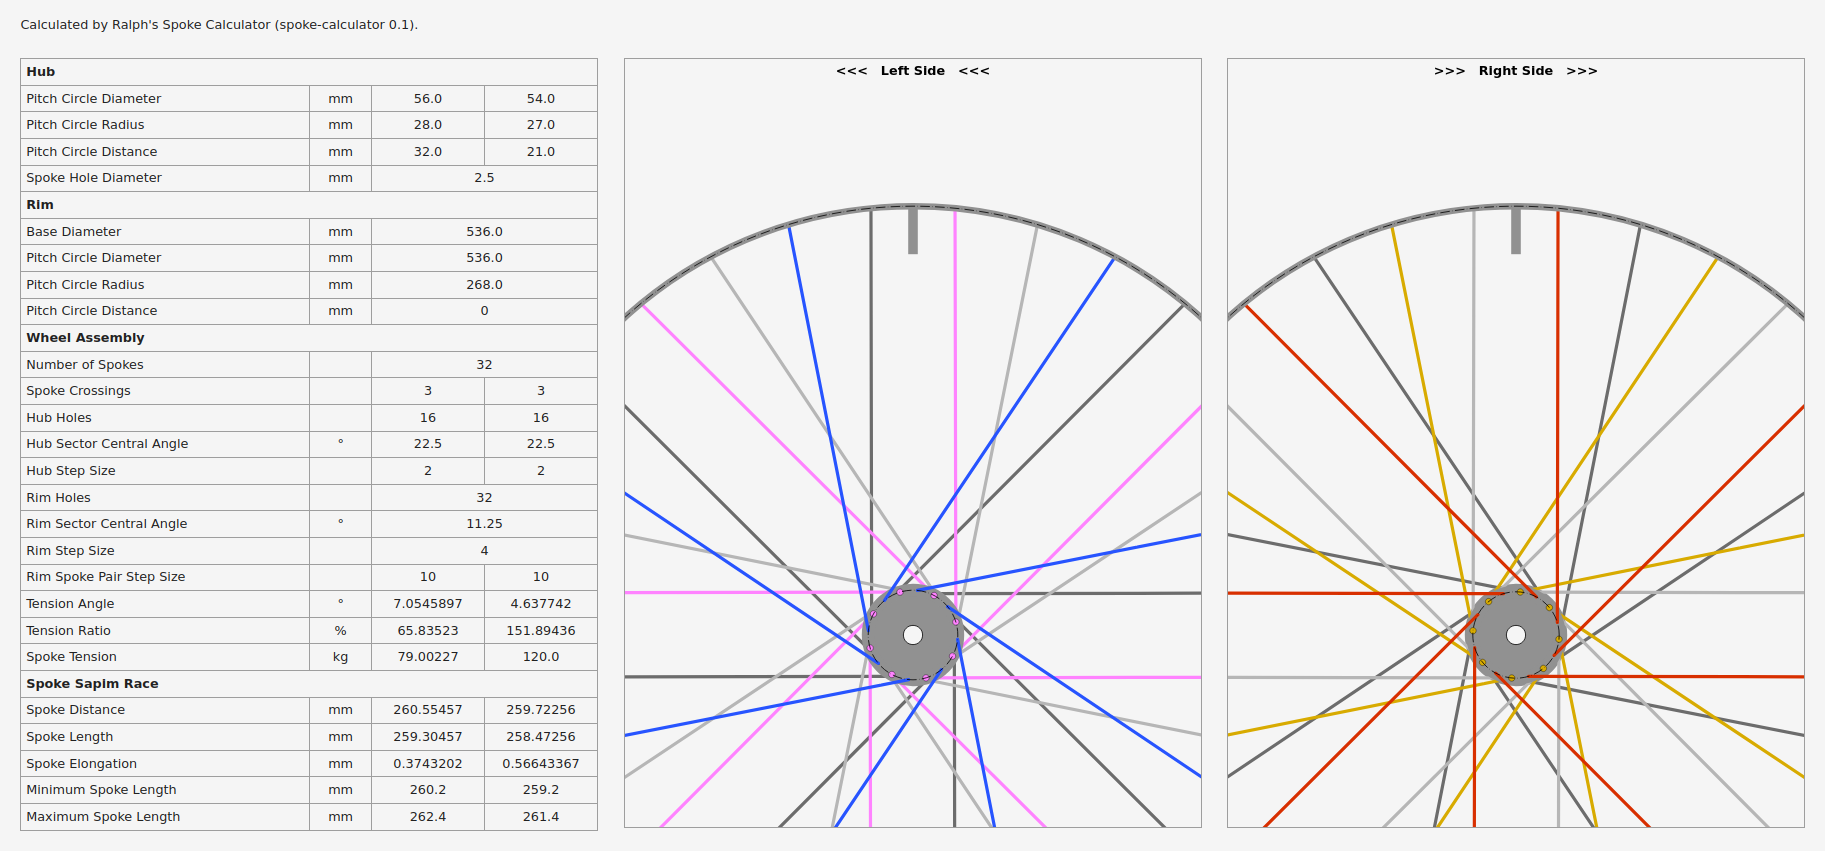 Calculated by Ralph's Spoke Calculator (spoke-calculator 0.1).
Hub
Pitch Circle Diameter mm 56.0 54.0
Pitch Circle Radius mm 28.0 27.0
Pitch Circle Distance mm 32.0 21.0
Spoke Hole Diameter mm 2.5
Rim
Base Diameter mm 536.0
Pitch Circle Diameter mm 536.0
Pitch Circle Radius mm 268.0
Pitch Circle Distance mm 0
Wheel Assembly
Number of Spokes 32
Spoke Crossings 3 3
Hub Holes 16 16
Hub Sector Central Angle ° 22.5 22.5
Hub Step Size 2 2
Rim Holes 32
Rim Sector Central Angle ° 11.25
Rim Step Size 4
Rim Spoke Pair Step Size 10 10
Tension Angle ° 7.0545897 4.637742
Tension Ratio % 65.83523 151.89436
Spoke Tension kg 79.00227 120.0
Spoke Sapim Race
Spoke Distance mm 260.55457 259.72256
Spoke Length mm 259.30457 258.47256
Spoke Elongation mm 0.3743202 0.56643367
Minimum Spoke Length mm 260.2 259.2
Maximum Spoke Length mm 262.4 261.4
<<< Left Side <<<
>>> Right Side >>>